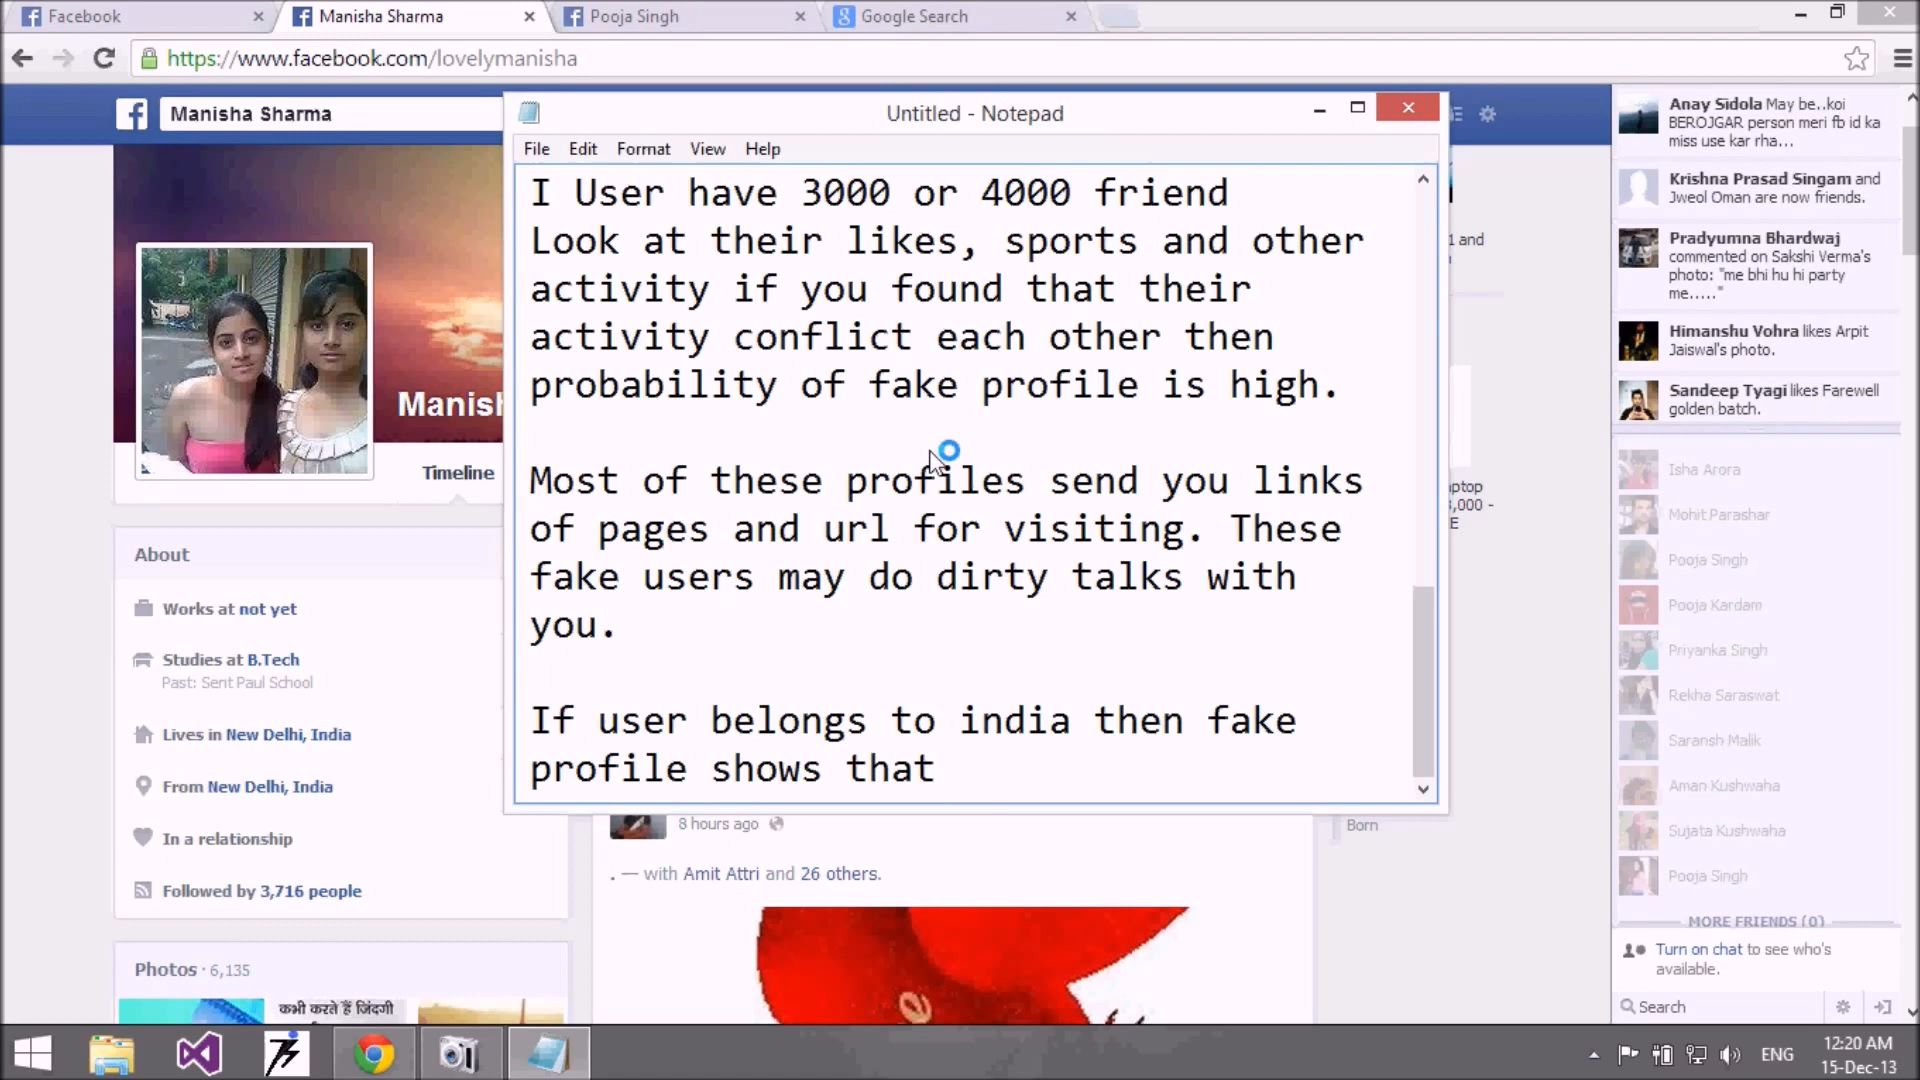 Facebook
Manisha Sharma
Pooja Singh
Google Search
https://www.facebook.com/lovelymanisha
Manisha Sharma
Manish
Timeline
About
Works at not yet
Studies at B.Tech
Past: Sent Paul School
Lives in New Delhi, India
From New Delhi, India
In a relationship
Followed by 3,716 people
Photos · 6,135
कभी करते हैं जिंदगी
Untitled - Notepad
File Edit Format View Help
I User have 3000 or 4000 friend
Look at their likes, sports and other
activity if you found that their
activity conflict each other then
probability of fake profile is high.
Most of these profiles send you links
of pages and url for visiting. These
fake users may do dirty talks with
you.
If user belongs to india then fake
profile shows that
8 hours ago
. — with Amit Attri and 26 others.
1 and
ptop
,000 -
E
Born
Anay Sidola May be..koi
BEROJGAR person meri fb id ka
miss use kar rha...
Krishna Prasad Singam and
Jweol Oman are now friends.
Pradyumna Bhardwaj
commented on Sakshi Verma's
photo: "me bhi hu hi party
me....."
Himanshu Vohra likes Arpit
Jaiswal's photo.
Sandeep Tyagi likes Farewell
golden batch.
Isha Arora
Mohit Parashar
Pooja Singh
Pooja Kardam
Priyanka Singh
Rekha Saraswat
Saransh Malik
Aman Kushwaha
Sujata Kushwaha
Pooja Singh
MORE FRIENDS (0)
Turn on chat to see who's
available.
Search
ENG
12:20 AM
15-Dec-13